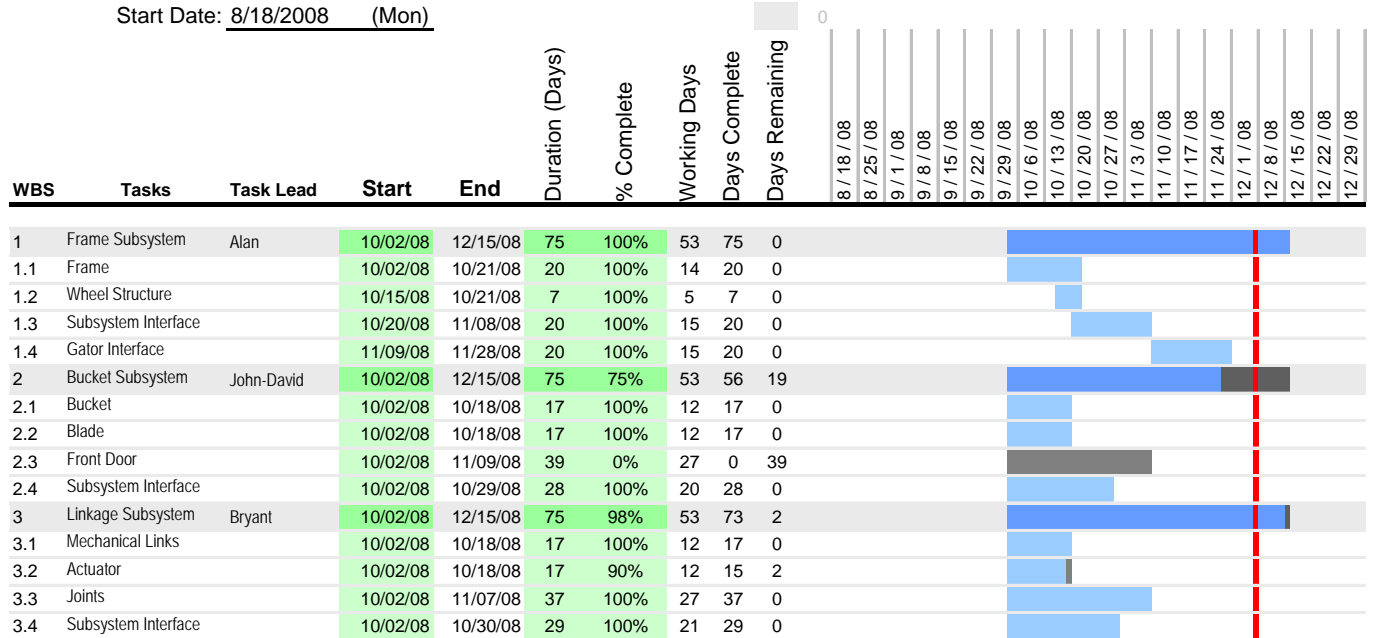 Start Date: 8/18/2008 (Mon) 0
WBS Tasks Task Lead Start End Duration (Days) % Complete Working Days Days Complete Days Remaining 8 / 18 / 08 8 / 25 / 08 9 / 1 / 08 9 / 8 / 08 9 / 15 / 08 9 / 22 / 08 9 / 29 / 08 10 / 6 / 08 10 / 13 / 08 10 / 20 / 08 10 / 27 / 08 11 / 3 / 08 11 / 10 / 08 11 / 17 / 08 11 / 24 / 08 12 / 1 / 08 12 / 8 / 08 12 / 15 / 08 12 / 22 / 08 12 / 29 / 08
1 Frame Subsystem Alan 10/02/08 12/15/08 75 100% 53 75 0
1.1 Frame 10/02/08 10/21/08 20 100% 14 20 0
1.2 Wheel Structure 10/15/08 10/21/08 7 100% 5 7 0
1.3 Subsystem Interface 10/20/08 11/08/08 20 100% 15 20 0
1.4 Gator Interface 11/09/08 11/28/08 20 100% 15 20 0
2 Bucket Subsystem John-David 10/02/08 12/15/08 75 75% 53 56 19
2.1 Bucket 10/02/08 10/18/08 17 100% 12 17 0
2.2 Blade 10/02/08 10/18/08 17 100% 12 17 0
2.3 Front Door 10/02/08 11/09/08 39 0% 27 0 39
2.4 Subsystem Interface 10/02/08 10/29/08 28 100% 20 28 0
3 Linkage Subsystem Bryant 10/02/08 12/15/08 75 98% 53 73 2
3.1 Mechanical Links 10/02/08 10/18/08 17 100% 12 17 0
3.2 Actuator 10/02/08 10/18/08 17 90% 12 15 2
3.3 Joints 10/02/08 11/07/08 37 100% 27 37 0
3.4 Subsystem Interface 10/02/08 10/30/08 29 100% 21 29 0